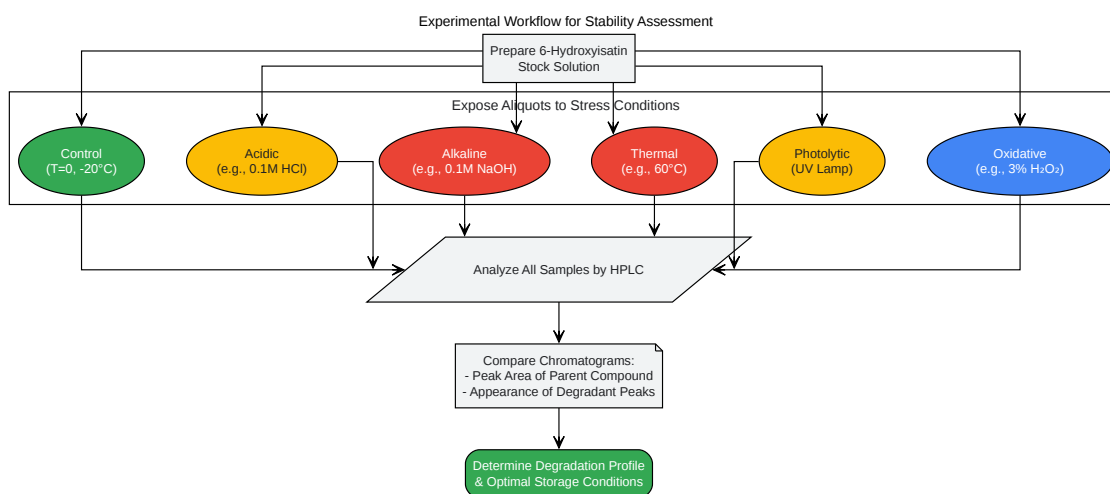 Experimental Workflow for Stability Assessment
Prepare 6-Hydroxyisatin
Stock Solution
Expose Aliquots to Stress Conditions
Control
(T=0, -20°C)
Acidic
(e.g., 0.1M HCl)
Alkaline
(e.g., 0.1M NaOH)
Thermal
(e.g., 60°C)
Photolytic
(UV Lamp)
Oxidative
(e.g., 3% H₂O₂)
Analyze All Samples by HPLC
Compare Chromatograms:
- Peak Area of Parent Compound
- Appearance of Degradant Peaks
Determine Degradation Profile
& Optimal Storage Conditions